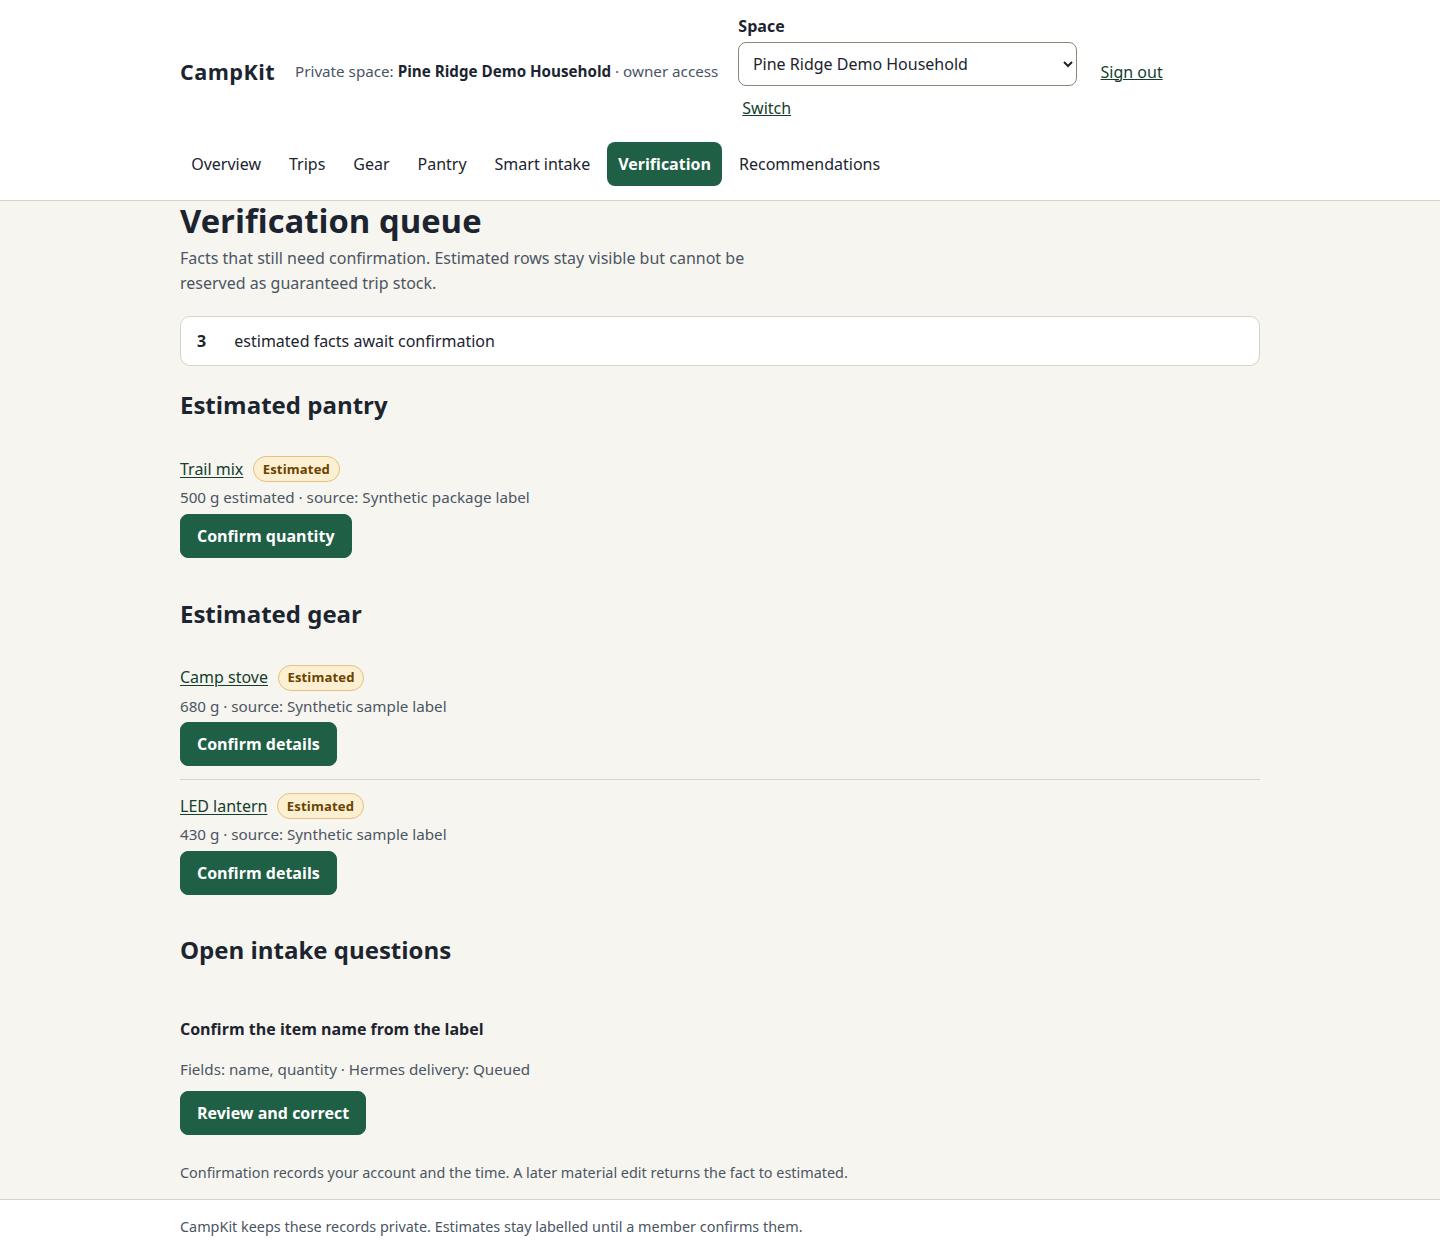 CampKit
Private space: Pine Ridge Demo Household · owner access
Space
Pine Ridge Demo Household
Switch
Sign out
Overview
Trips
Gear
Pantry
Smart intake
Verification
Recommendations
Verification queue
Facts that still need confirmation. Estimated rows stay visible but cannot be
reserved as guaranteed trip stock.
3 estimated facts await confirmation
Estimated pantry
Trail mix Estimated
500 g estimated · source: Synthetic package label
Confirm quantity
Estimated gear
Camp stove Estimated
680 g · source: Synthetic sample label
Confirm details
LED lantern Estimated
430 g · source: Synthetic sample label
Confirm details
Open intake questions
Confirm the item name from the label
Fields: name, quantity · Hermes delivery: Queued
Review and correct
Confirmation records your account and the time. A later material edit returns the fact to estimated.
CampKit keeps these records private. Estimates stay labelled until a member confirms them.